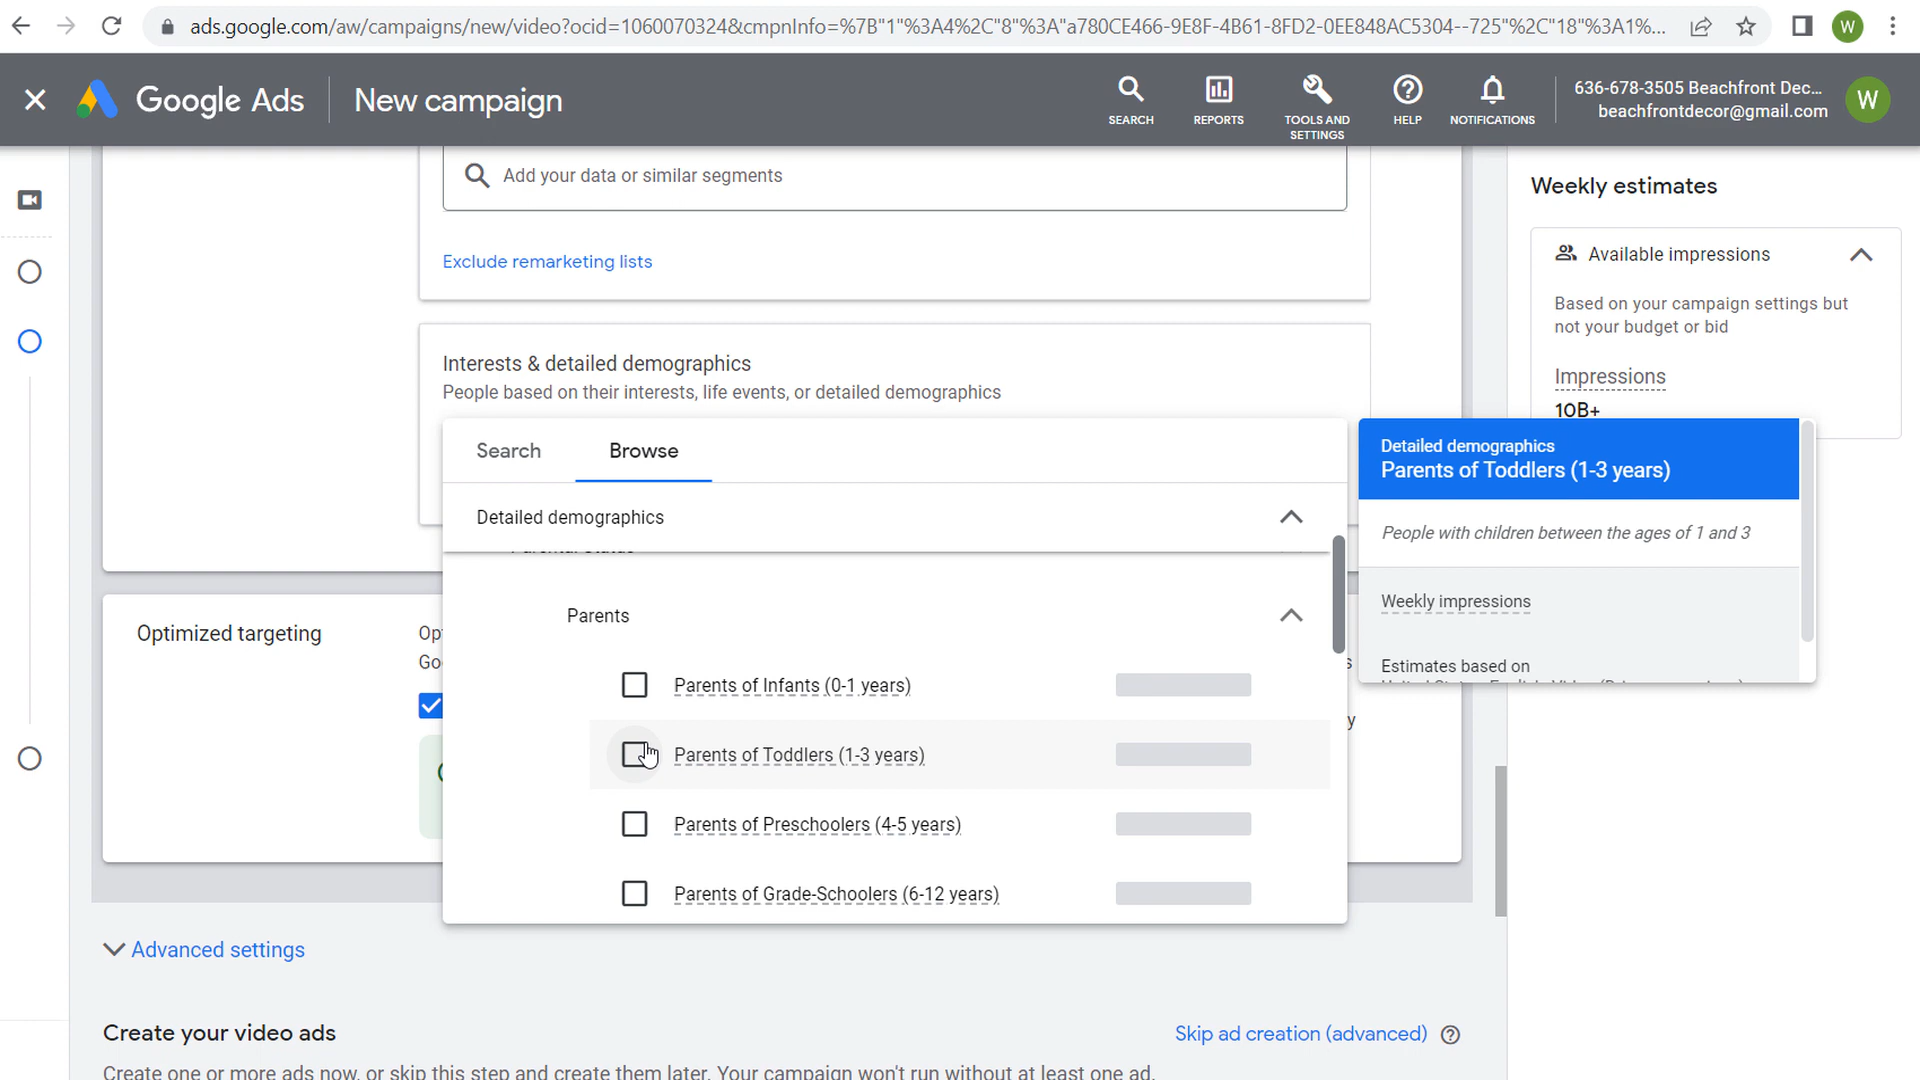 ads.google.com/aw/campaigns/new/video?ocid=1060070324&cmpnInfo=%7B"1"%3A4%2C"8"%3A"a780CE466-9E8F-4B61-8FD2-0EE848AC5304--725"%2C"18"%3A1%...
W
Google Ads
New campaign
SEARCH
REPORTS
TOOLS AND
SETTINGS
HELP
NOTIFICATIONS
636-678-3505 Beachfront Dec...
beachfrontdecor@gmail.com
W
Add your data or similar segments
Exclude remarketing lists
Interests & detailed demographics
People based on their interests, life events, or detailed demographics
Search
Browse
Detailed demographics
Parental Status
Parents
Parents of Infants (0-1 years)
Parents of Toddlers (1-3 years)
Parents of Preschoolers (4-5 years)
Parents of Grade-Schoolers (6-12 years)
Optimized targeting
Op
Go
s
y
Advanced settings
Create your video ads
Skip ad creation (advanced)
Create one or more ads now, or skip this step and create them later. Your campaign won't run without at least one ad.
Weekly estimates
Available impressions
Based on your campaign settings but
not your budget or bid
Impressions
10B+
Detailed demographics
Parents of Toddlers (1-3 years)
People with children between the ages of 1 and 3
Weekly impressions
Estimates based on